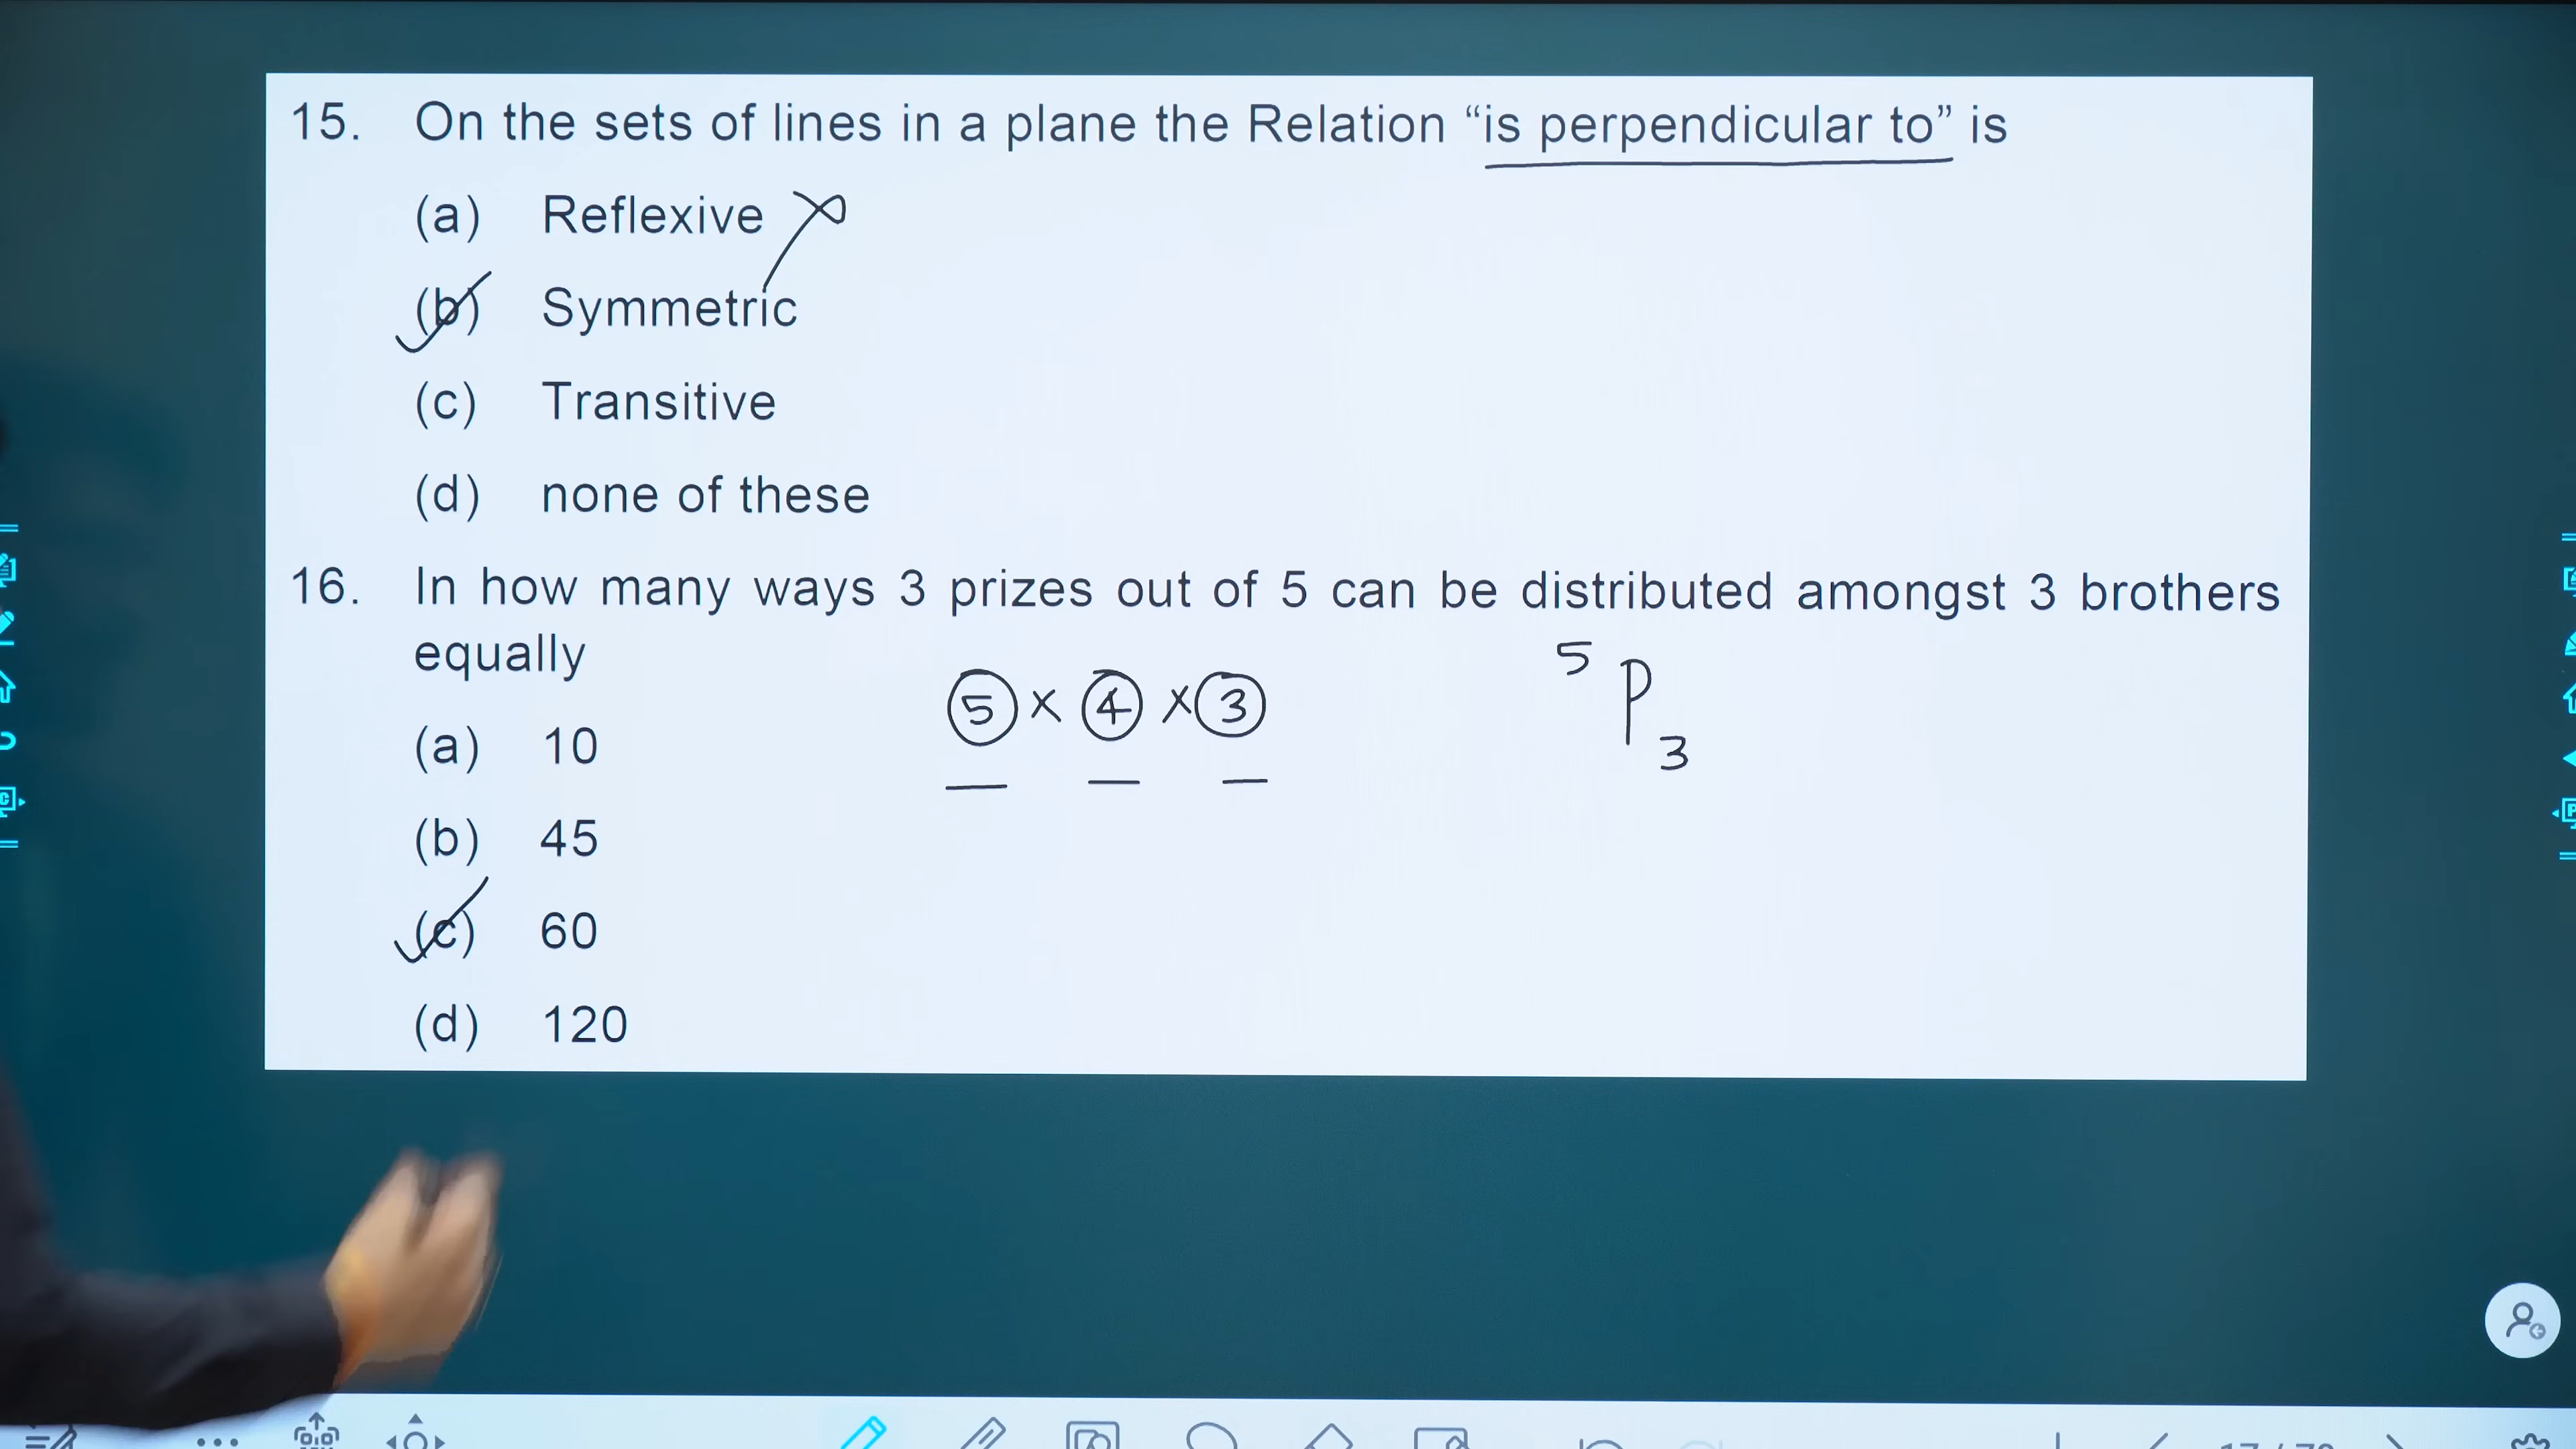 15. On the sets of lines in a plane the Relation “is perpendicular to” is
(a) Reflexive
(b) Symmetric
(c) Transitive
(d) none of these
16. In how many ways 3 prizes out of 5 can be distributed amongst 3 brothers
equally
5 × 4 × 3
5 P 3
(a) 10
(b) 45
(c) 60
(d) 120